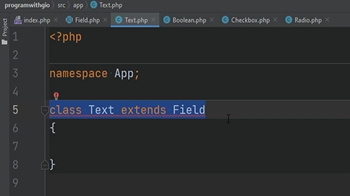 programwithgio src app Text.php
index.php Field.php Text.php Boolean.php Checkbox.php Radio.php
Project
1 <?php
2
3 namespace App;
4
5 class Text extends Field
6 {
7
8 }
9